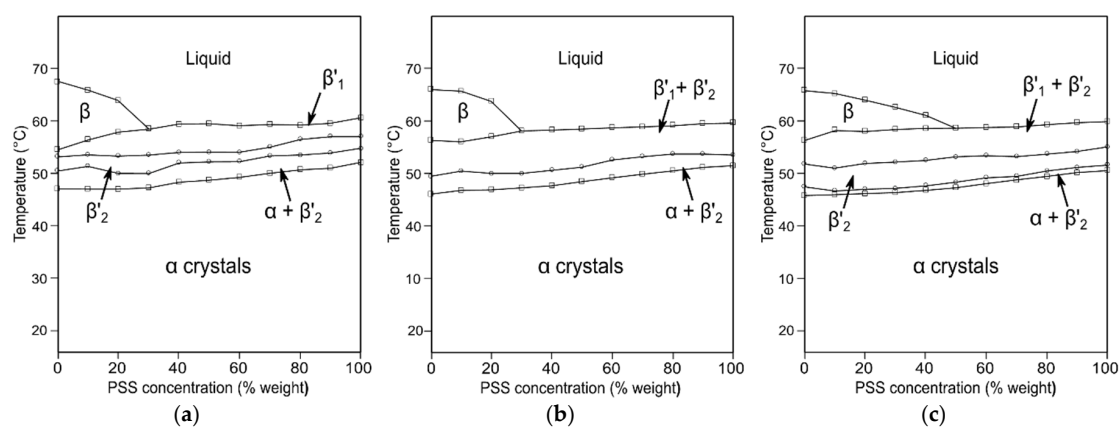 Temperature (°C)
70
60
50
40
30
20
Liquid
β'₁
β
β'₂
α + β'₂
α crystals
0 20 40 60 80 100
PSS concentration (% weight)
(a)
Temperature (°C)
70
60
50
40
10
20
Liquid
β'₁ + β'₂
β
α + β'₂
α crystals
0 20 40 60 80 100
PSS concentration (% weight)
(b)
Temperature (°C)
70
60
50
40
10
20
Liquid
β'₁ + β'₂
β
β'₂
α + β'₂
α crystals
0 20 40 60 80 100
PSS concentration (% weight)
(c)